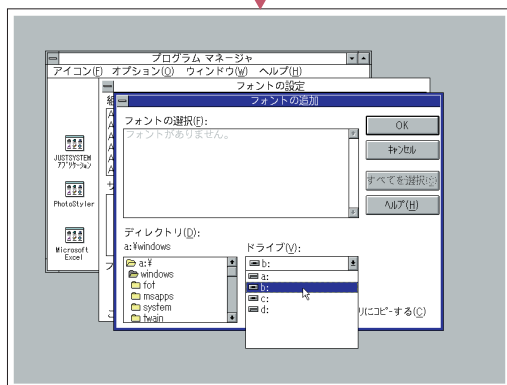 プログラム マネージャ
アイコン(F) オプション(O) ウィンドウ(W) ヘルプ(H)
フォントの設定
フォントの追加
フォントの選択(F):
フォントがありません。
OK
キャンセル
すべてを選択(S)
ヘルプ(H)
JUSTSYSTEM
アプリケーション
PhotoStyler
Microsoft
Excel
ディレクトリ(D):
a:¥windows
a:¥
windows
fof
msapps
system
twain
ドライブ(V):
b:
a:
b:
c:
d:
リにコピーする(C)